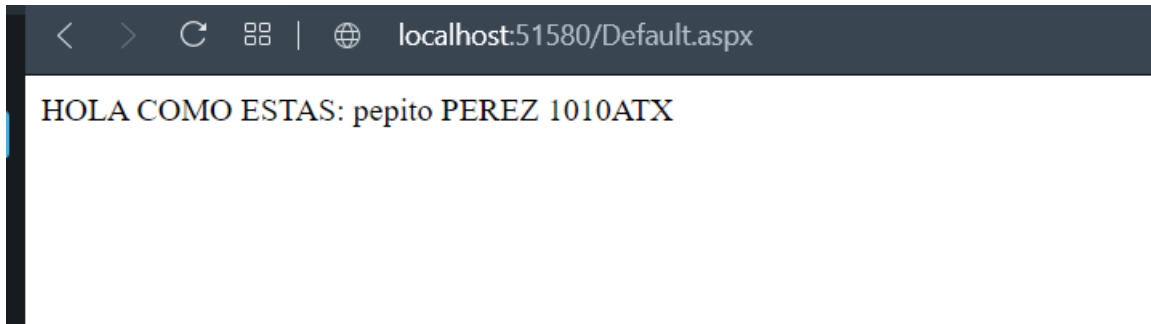 localhost:51580/Default.aspx
HOLA COMO ESTAS: pepito PEREZ 1010ATX